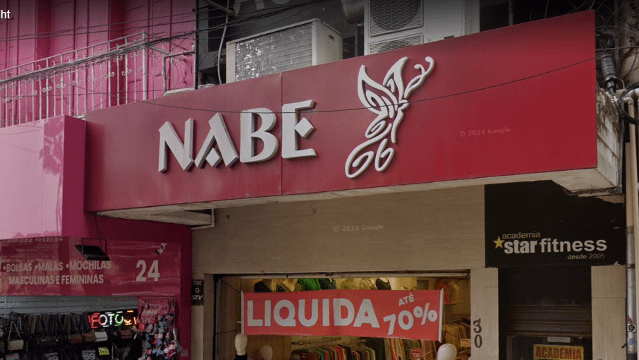 ht
NABE
© 2024 Google
© 2024 Google
academia
star fitness
desde 2005
•BOLSAS •MALAS •MOCHILAS
MASCULINAS E FEMININAS
24
LIQUIDA ATÉ 70%
30
ACADEMIA